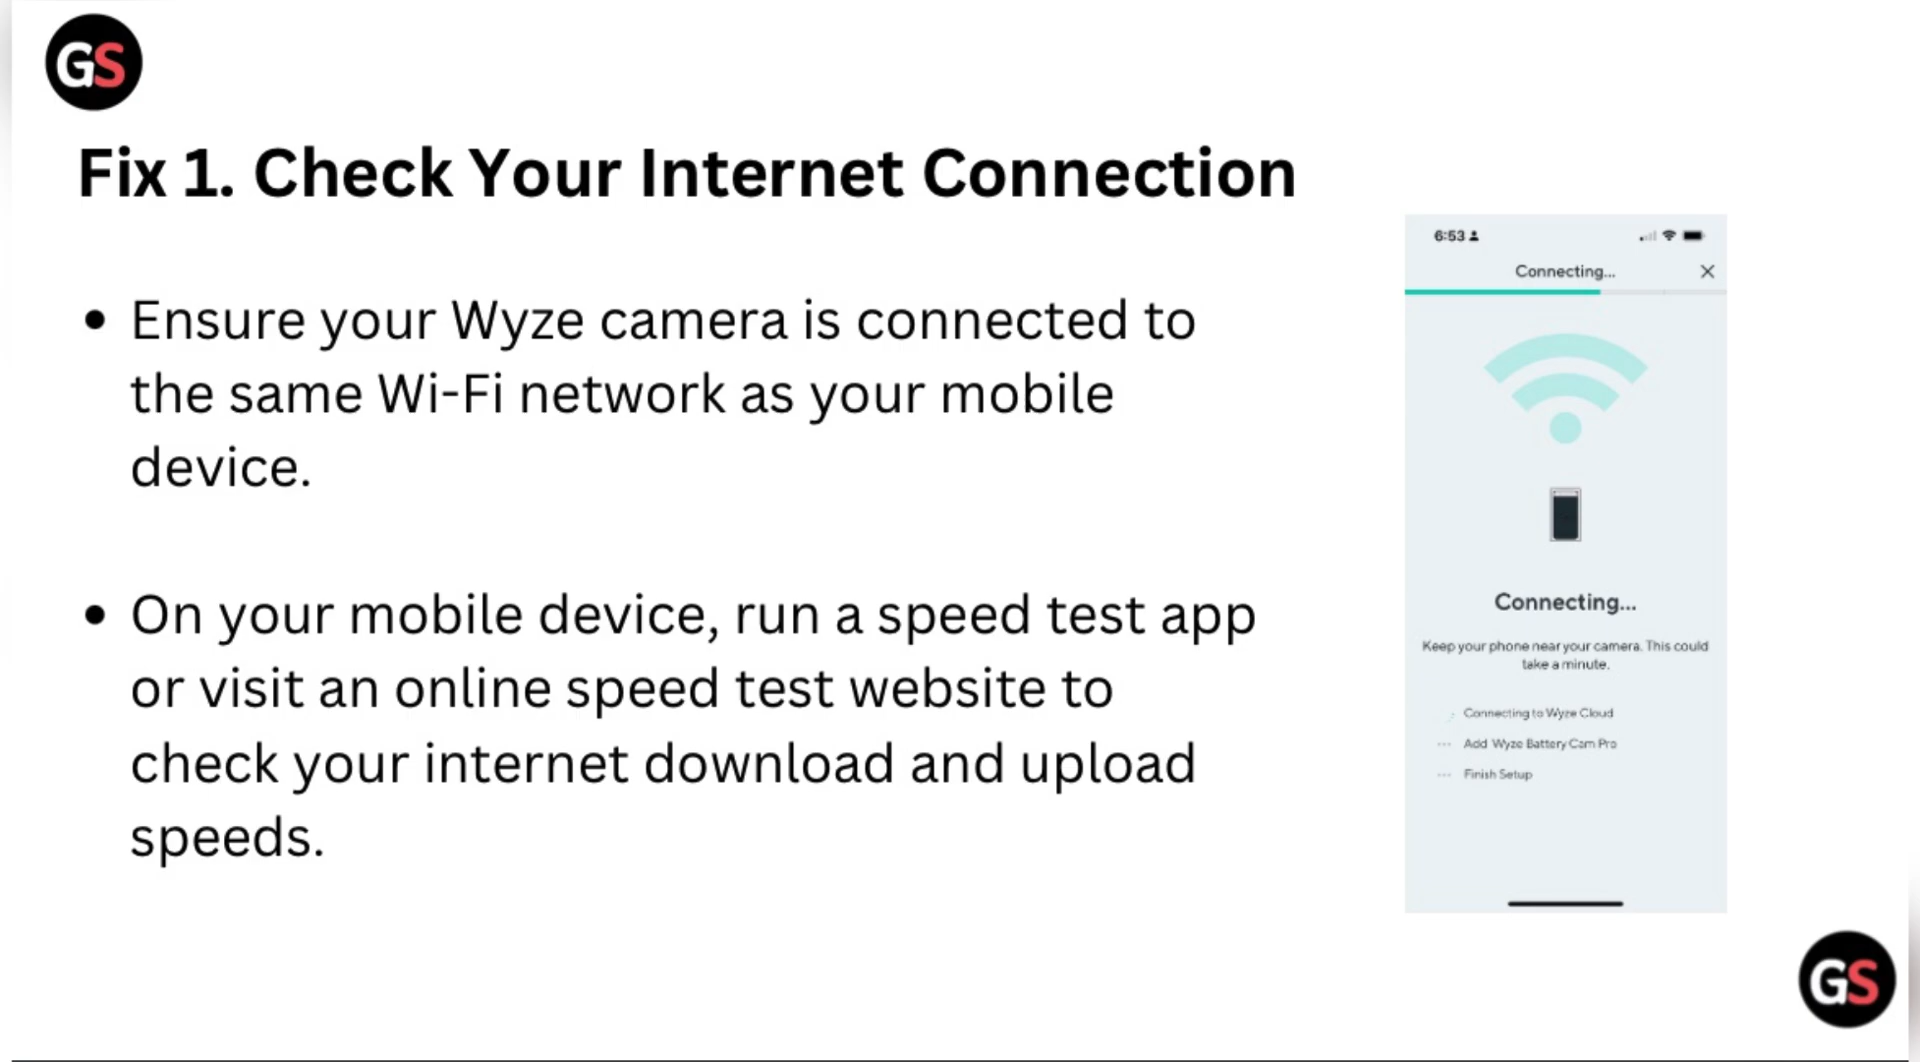 GS
Fix 1. Check Your Internet Connection
• Ensure your Wyze camera is connected to
the same Wi-Fi network as your mobile
device.
• On your mobile device, run a speed test app
or visit an online speed test website to
check your internet download and upload
speeds.
6:53
Connecting...
Connecting...
Keep your phone near your camera. This could
take a minute.
Connecting to Wyze Cloud
Add Wyze Battery Cam Pro
Finish Setup
GS